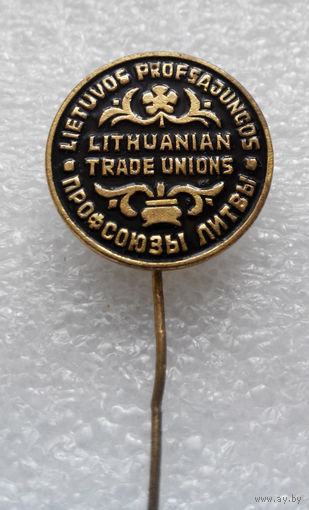 LIETUVOS PROFSĄJUNGOS
LITHUANIAN
TRADE UNIONS
ПРОФСОЮЗЫ ЛИТВЫ
www.ay.by